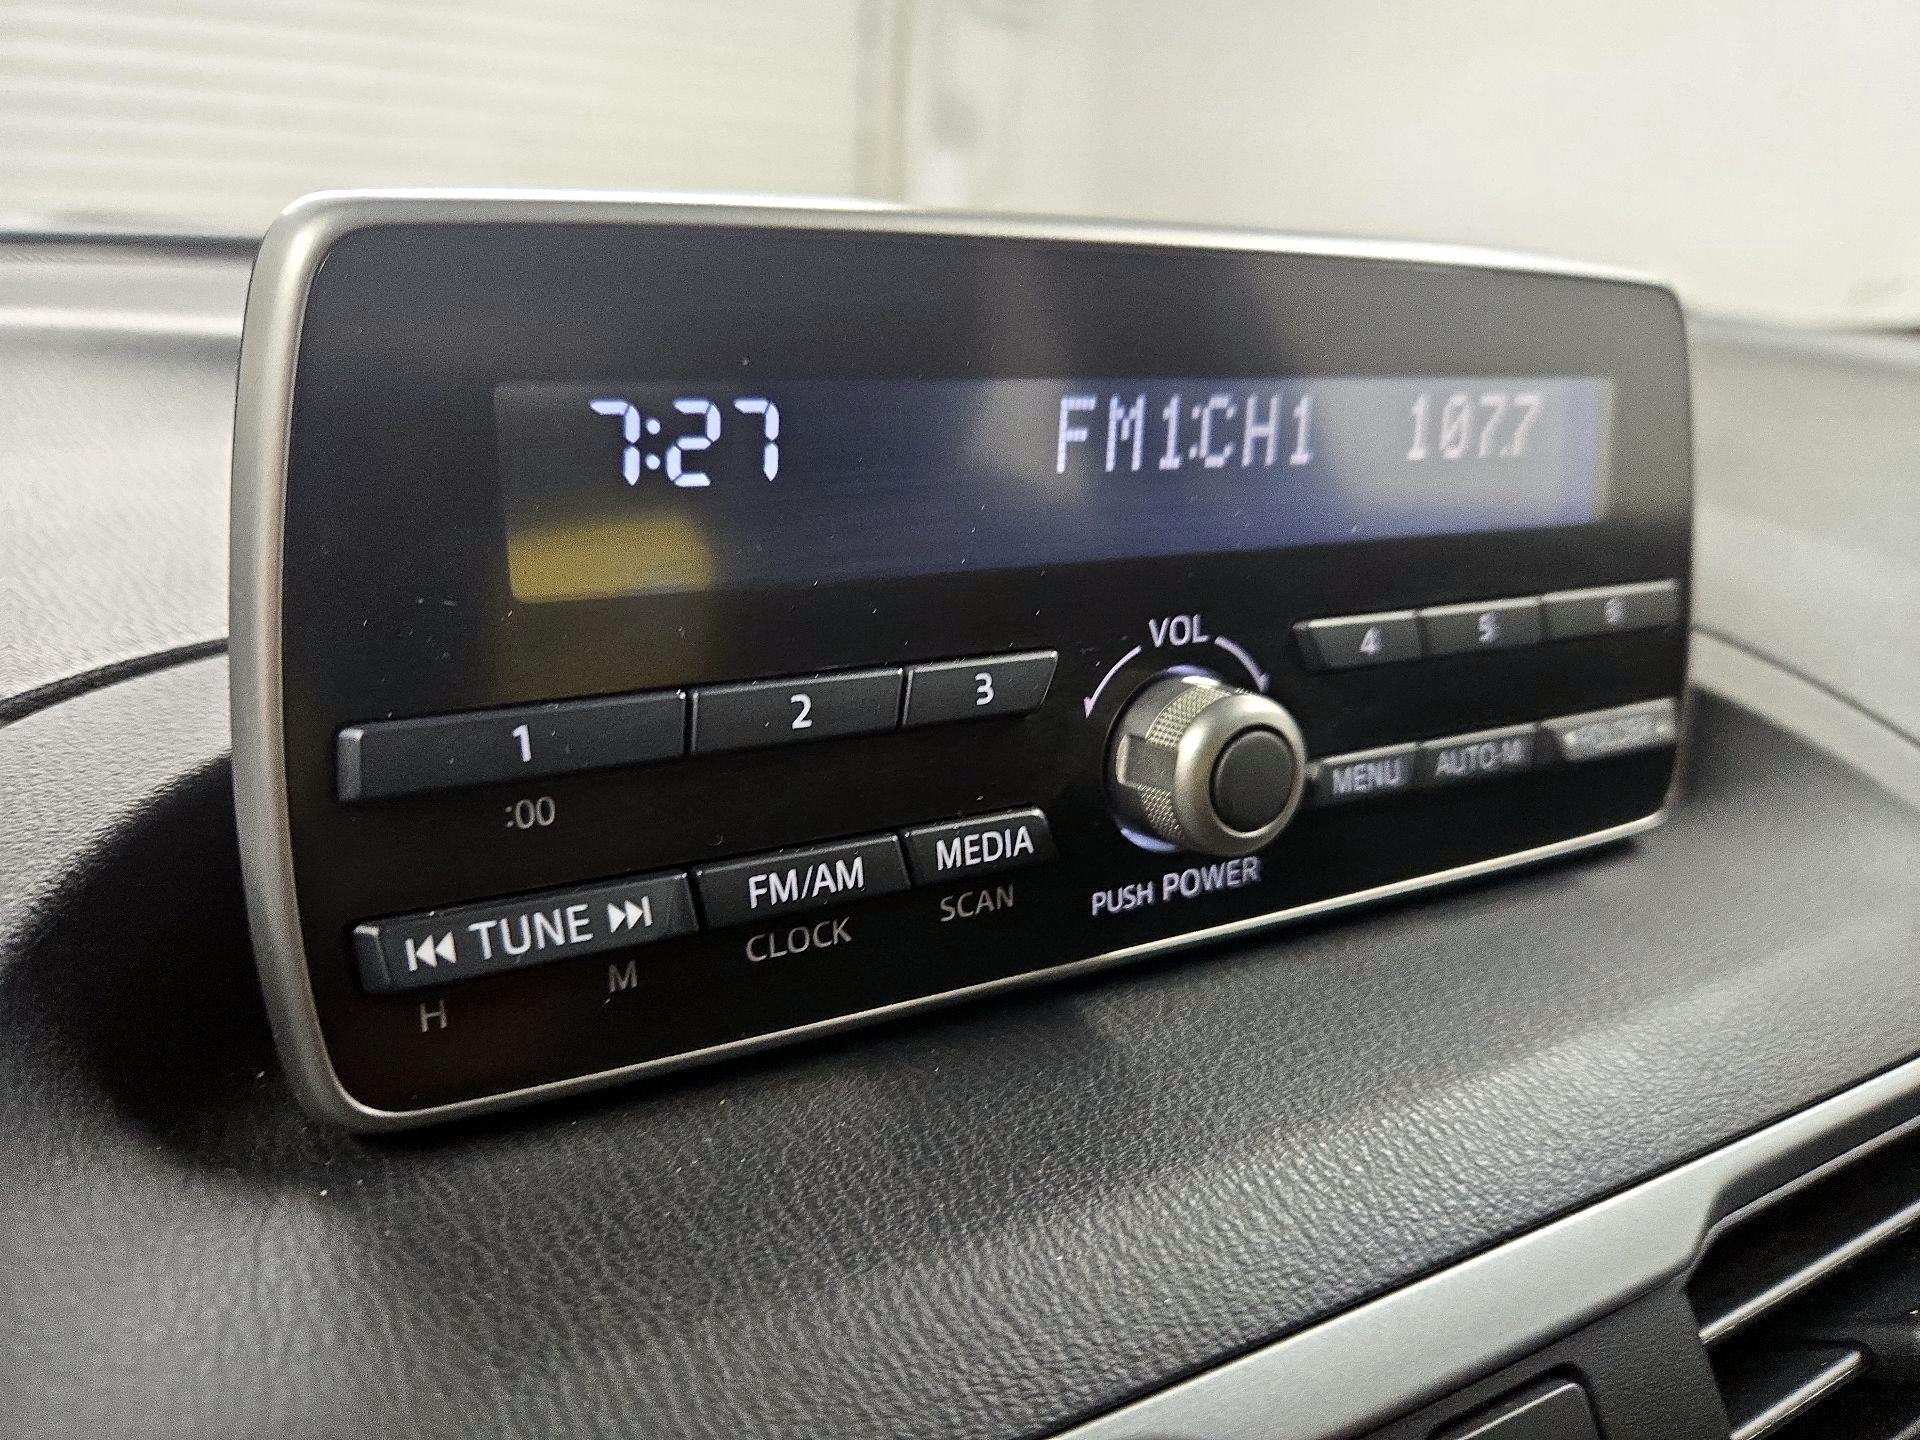 7:27 FM1:CH1 107.7
VOL
1 2 3 4 5 6
:00
TUNE FM/AM MEDIA MENU AUTO-M
H M CLOCK SCAN
PUSH POWER